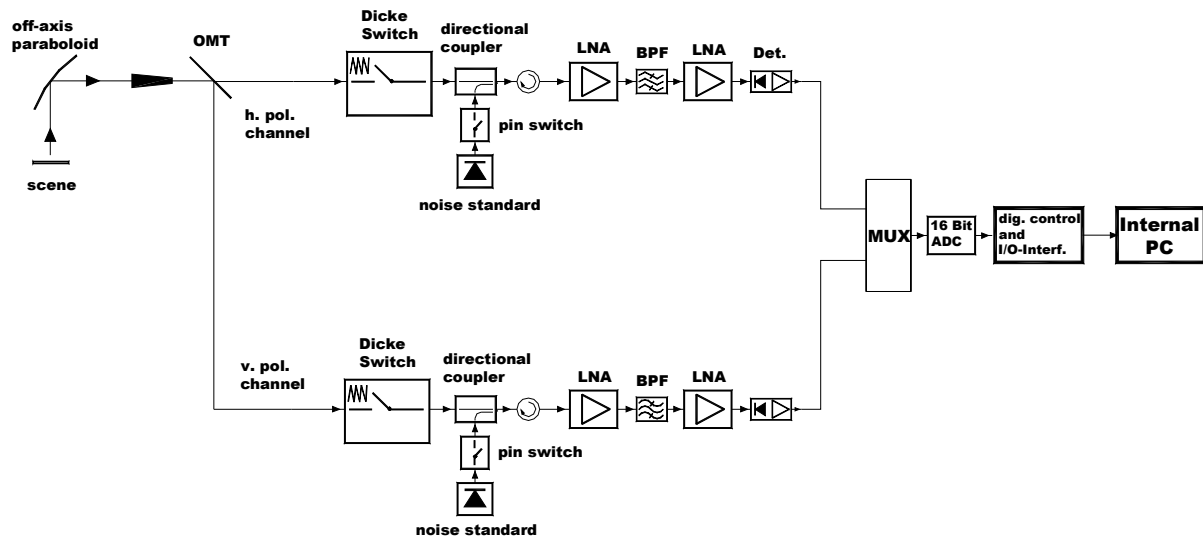 off-axis
paraboloid
OMT
Dicke
Switch
directional
coupler
LNA
BPF
LNA
Det.
h. pol.
channel
pin switch
scene
noise standard
MUX
16 Bit
ADC
dig. control
and
I/O-Interf.
Internal
PC
v. pol.
channel
Dicke
Switch
directional
coupler
LNA
BPF
LNA
pin switch
noise standard